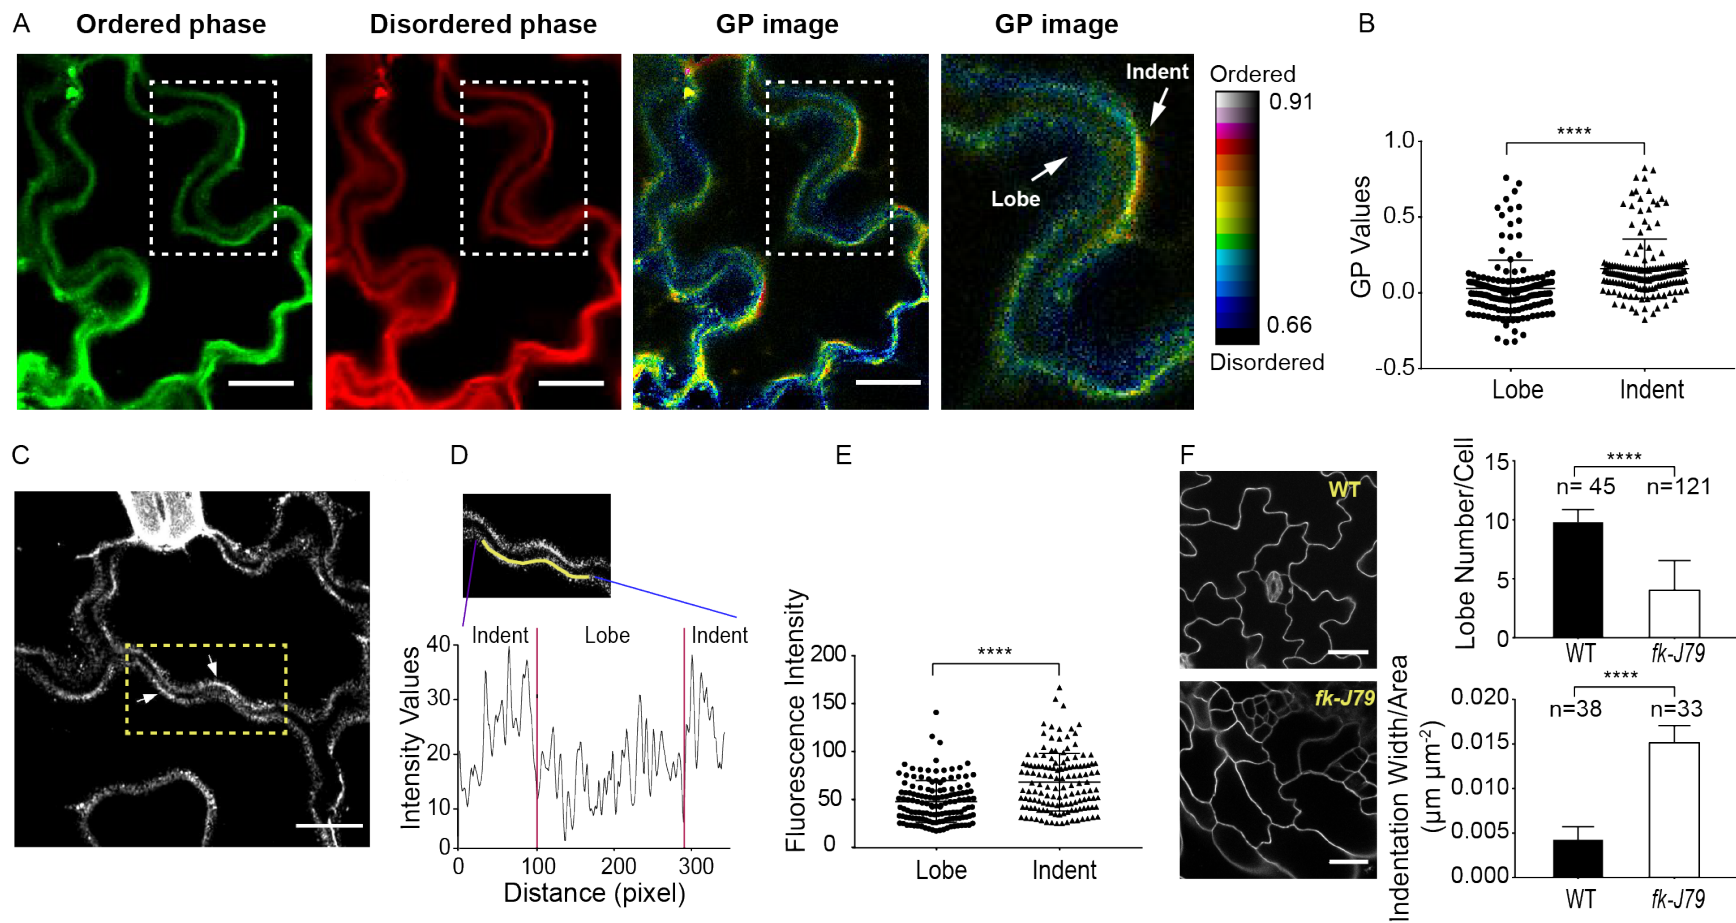 A
Ordered phase
Disordered phase
GP image
GP image
Indent
Lobe
Ordered
0.91
0.66
Disordered
B
GP Values
1.0
0.5
0.0
-0.5
****
Lobe
Indent
C
D
Intensity Values
40
30
20
10
0
Indent
Lobe
Indent
0
100
200
300
Distance (pixel)
E
Fluorescence Intensity
200
150
100
50
0
****
Lobe
Indent
F
WT
fk-J79
Lobe Number/Cell
15
10
5
0
****
n= 45
n=121
WT
fk-J79
Indentation Width/Area
(µm µm-2)
0.020
0.015
0.010
0.005
0.000
****
n=38
n=33
WT
fk-J79